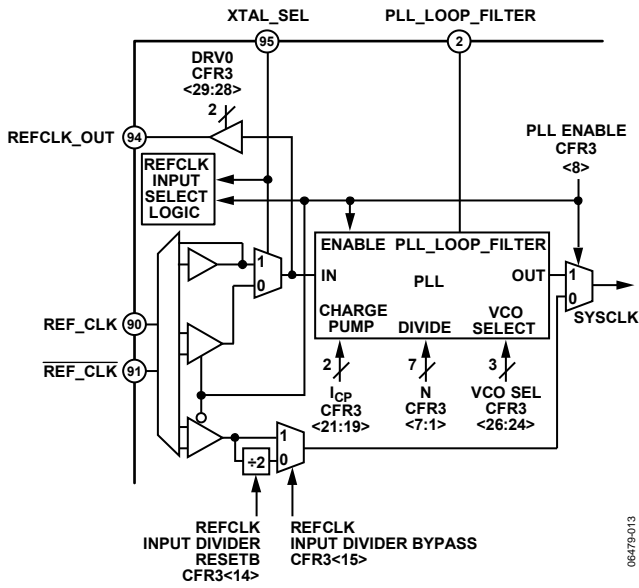 XTAL_SEL
PLL_LOOP_FILTER
95
2
DRV0
CFR3
<29:28>
2
REFCLK_OUT
94
PLL ENABLE
CFR3
<8>
REFCLK
INPUT
SELECT
LOGIC
ENABLE PLL_LOOP_FILTER
1
0
IN
PLL
OUT
1
0
SYSCLK
CHARGE
PUMP
DIVIDE
VCO
SELECT
REF_CLK
90
REF_CLK
91
2
7
3
ICP
CFR3
<21:19>
N
CFR3
<7:1>
VCO SEL
CFR3
<26:24>
÷2
1
0
REFCLK
INPUT DIVIDER
RESETB
CFR3<14>
REFCLK
INPUT DIVIDER BYPASS
CFR3<15>
06479-013